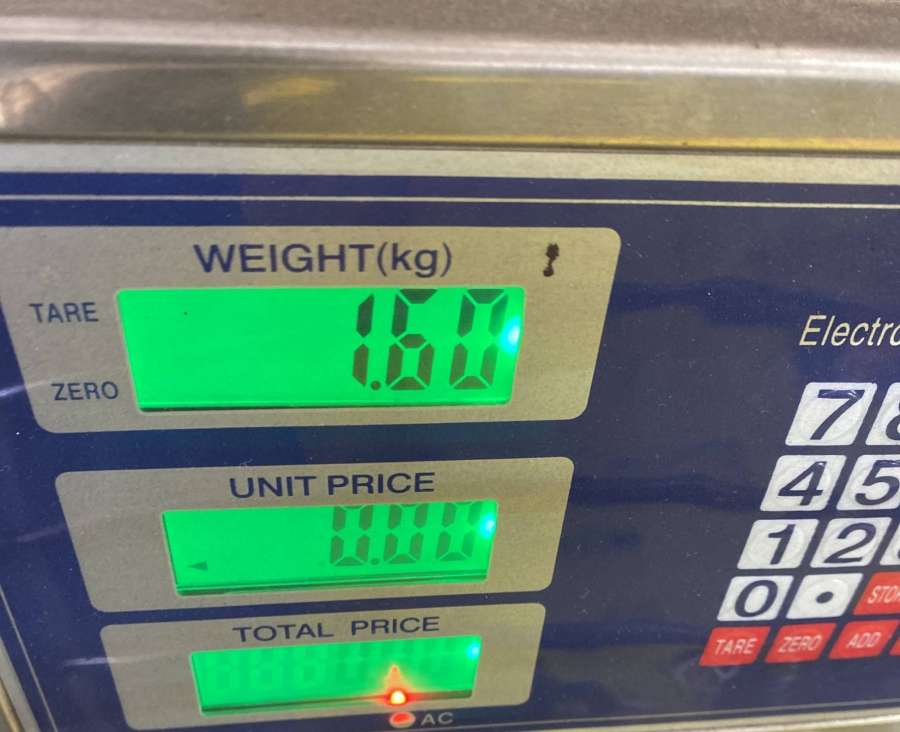 WEIGHT(kg)
TARE
1.60
ZERO
UNIT PRICE
0.00
TOTAL PRICE
AC
7
4 5
1 2
0 •
TARE ZERO ADD